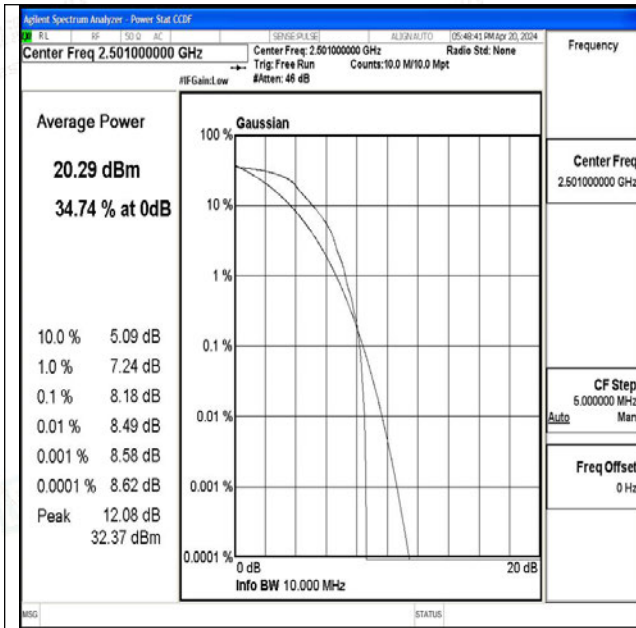 Agilent Spectrum Analyzer - Power Stat CCDF
RL RF 50 Ω AC SENSE:PULSE ALIGNAUTO 05:48:41 PM Apr 20, 2024
Center Freq 2.501000000 GHz
Center Freq: 2.501000000 GHz Radio Std: None
Trig: Free Run Counts:10.0 M/10.0 Mpt
#IFGain:Low #Atten: 46 dB
Frequency
Average Power
20.29 dBm
34.74 % at 0dB
10.0 % 5.09 dB
1.0 % 7.24 dB
0.1 % 8.18 dB
0.01 % 8.49 dB
0.001 % 8.58 dB
0.0001 % 8.62 dB
Peak 12.08 dB
32.37 dBm
Gaussian
100 %
10 %
1 %
0.1 %
0.01 %
0.001 %
0.0001 %
0 dB 20 dB
Info BW 10.000 MHz
Center Freq
2.501000000 GHz
CF Step
5.000000 MHz
Auto Man
Freq Offset
0 Hz
MSG STATUS